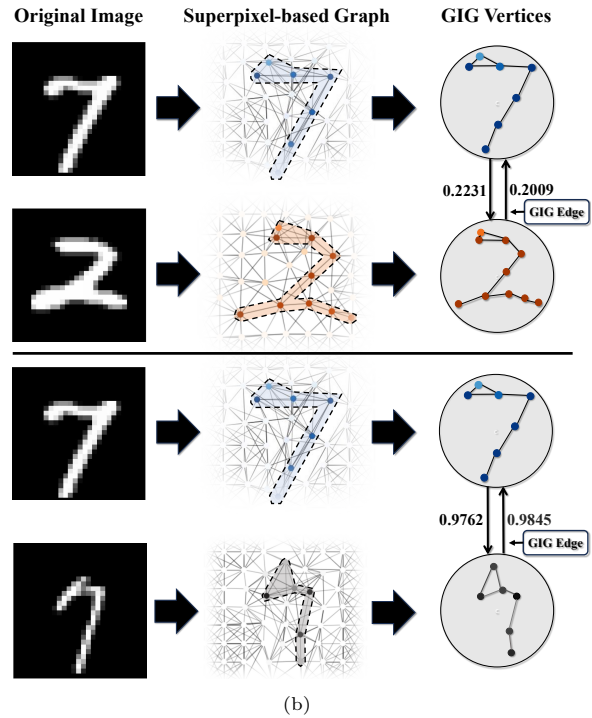 Original Image Superpixel-based Graph GIG Vertices
0.2231 0.2009
GIG Edge
0.9762 0.9845
GIG Edge
(b)